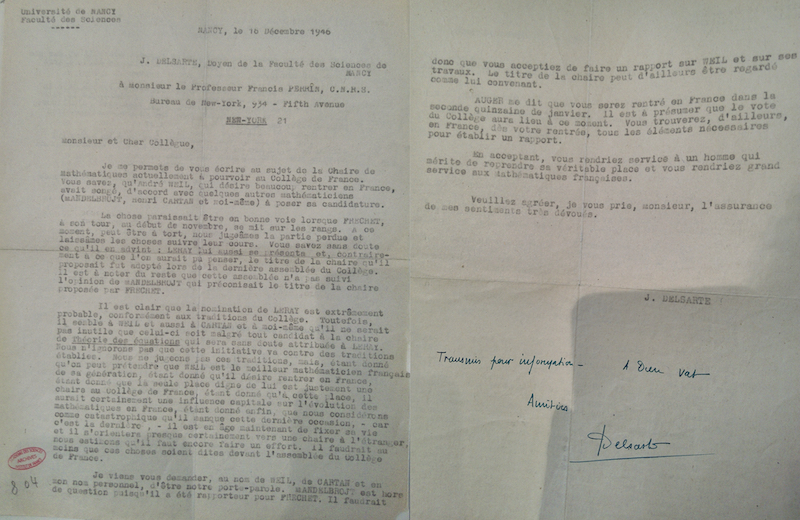 Université de NANCY
Faculté des Sciences
------
NANCY, le 10 Décembre 1946
J. DELSARTE, Doyen de la Faculté des Sciences de
NANCY
à monsieur le Professeur Francis PERRIN, C.N.R.S.
Bureau de New-York, 934 - Fifth Avenue
NEW-YORK 21
Monsieur et Cher Collègue,
Je me permets de vous écrire au sujet de la Chaire de
Mathématiques actuellement à pourvoir au Collège de France.
Vous savez, qu'André WEIL, qui désire beaucoup rentrer en France,
avait songé, d'accord avec quelques autres mathématiciens
(MANDELBROJT, henri CARTAN et moi-même) à poser sa candidature.
La chose paraissait être en bonne voie lorsque FRECHET,
à son tour, au début de novembre, se mit sur les rangs. A ce
moment, peut être à tort, nous jugeâmes la partie perdue et
laissâmes les choses suivre leur cours. Vous savez sans doute
ce qu'il en advint : LERAY lui aussi se présenta et, contraire-
ment à ce que l'on aurait pu penser, le titre de la chaire qu'il
proposait fut adopté lors de la dernière assemblée du Collège.
Il est à noter du reste que cette assemblée n'a pas suivi
l'opinion de MANDELBROJT qui préconisait le titre de la chaire
proposée par FRECHET.
Il est clair que la nomination de LERAY est extrêmement
probable, conformément aux traditions du Collège. Toutefois,
il semble à WEIL et aussi à CARTAN et à moi-même qu'il ne serait
pas inutile que celui-ci soit malgré tout candidat à la chaire
de Théorie des équations qui sera sans doute attribuée à LERAY.
Nous n'ignorons pas que cette initiative va contre des traditions
établies. Nous ne jugeons pas ces traditions, mais, étant donné
qu'on peut prétendre que WEIL est le meilleur mathématicien français
de sa génération, étant donné qu'il désire rentrer en France,
étant donné que la seule place digne de lui est justement une
chaire au Collège de France, étant donné qu'à cette place, il
aurait certainement une influence capitale sur l'évolution des
mathématiques en France, étant donné enfin, que nous considérons
comme catastrophique qu'il manque cette dernière occasion, - car
c'est la dernière, - il est en âge maintenant de fixer sa vie
et il s'orientera presque certainement vers une chaire à l'étranger,
nous estimons qu'il faut encore faire un effort. Il faudrait au
moins que ces choses soient dites devant l'assemblée du Collège
de France.
Je viens vous demander, au nom de WEIL, de CARTAN et en
mon nom personnel, d'être notre porte-parole. MANDELBROJT est hors
de question puisqu'il a été rapporteur pour FRECHET. Il faudrait
804
donc que vous acceptiez de faire un rapport sur WEIL et sur ses
travaux. Le titre de la chaire peut d'ailleurs être regardé
comme lui convenant.
AUGER me dit que vous serez rentré en France dans la
seconde quinzaine de janvier. Il est à présumer que le vote
du Collège aura lieu à ce moment. Vous trouverez, d'ailleurs,
en France, dès votre rentrée, tous les éléments nécessaires
pour établir un rapport.
En acceptant, vous rendriez service à un homme qui
mérite de reprendre sa véritable place et vous rendriez grand
service aux mathématiques françaises.
Veuillez agréer, je vous prie, monsieur, l'assurance
de mes sentiments très dévoués.
J. DELSARTE
Transmis pour information - A Dieu vat
Amitiés
Delsarte